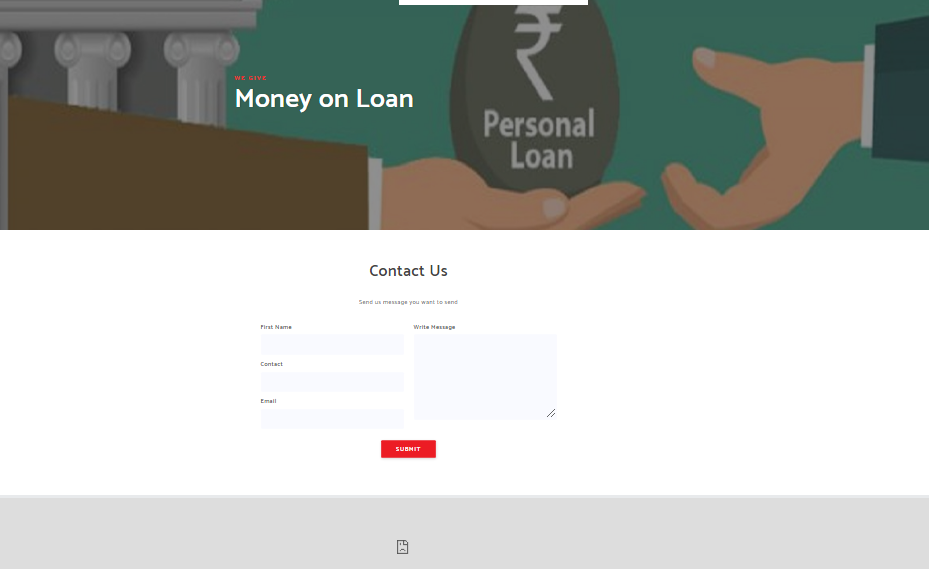 ₹
WE GIVE
Money on Loan
Personal
Loan
Contact Us
Send us message you want to send
First Name
Write Message
Contact
Email
SUBMIT